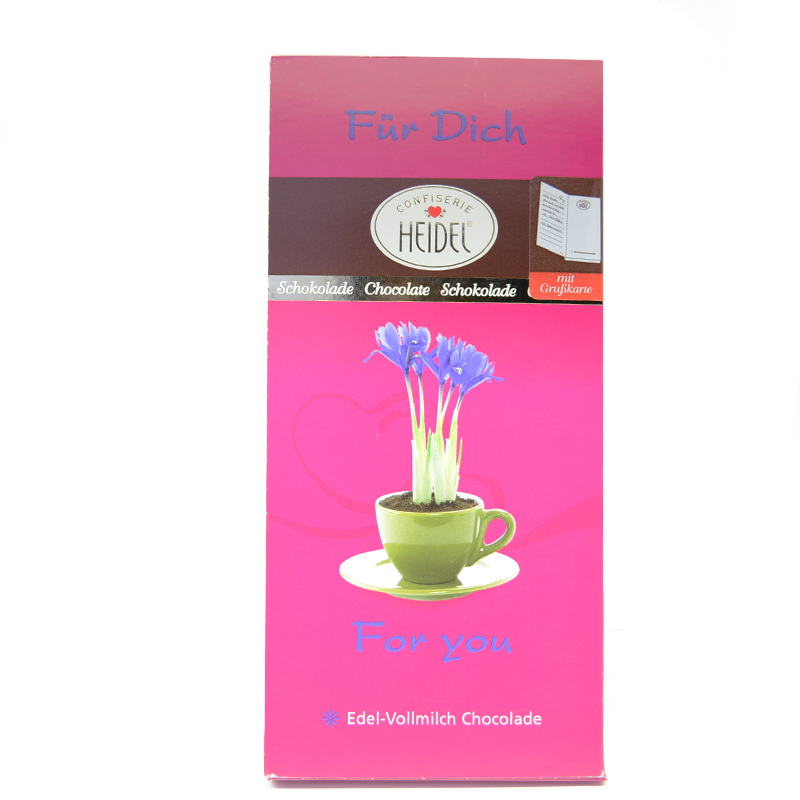 Für Dich
CONFISERIE
HEIDEL®
Schokolade Chocolate Schokolade
mit
Grußkarte
For you
Edel-Vollmilch Chocolade